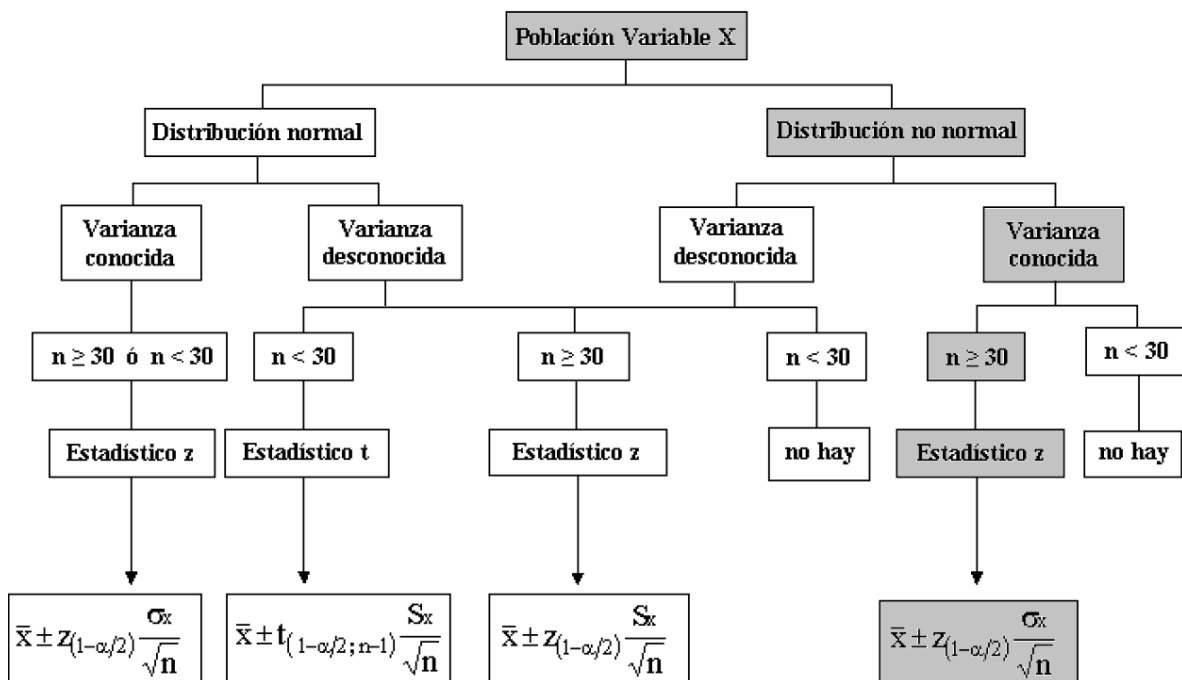 Población Variable X
Distribución normal
Distribución no normal
Varianza
conocida
Varianza
desconocida
Varianza
desconocida
Varianza
conocida
n ≥ 30 ó n < 30
n < 30
n ≥ 30
n < 30
n ≥ 30
n < 30
Estadístico z
Estadístico t
Estadístico z
no hay
Estadístico z
no hay
x̄ ± z(1-α/2) σx/√n
x̄ ± t(1-α/2; n-1) Sx/√n
x̄ ± z(1-α/2) Sx/√n
x̄ ± z(1-α/2) σx/√n